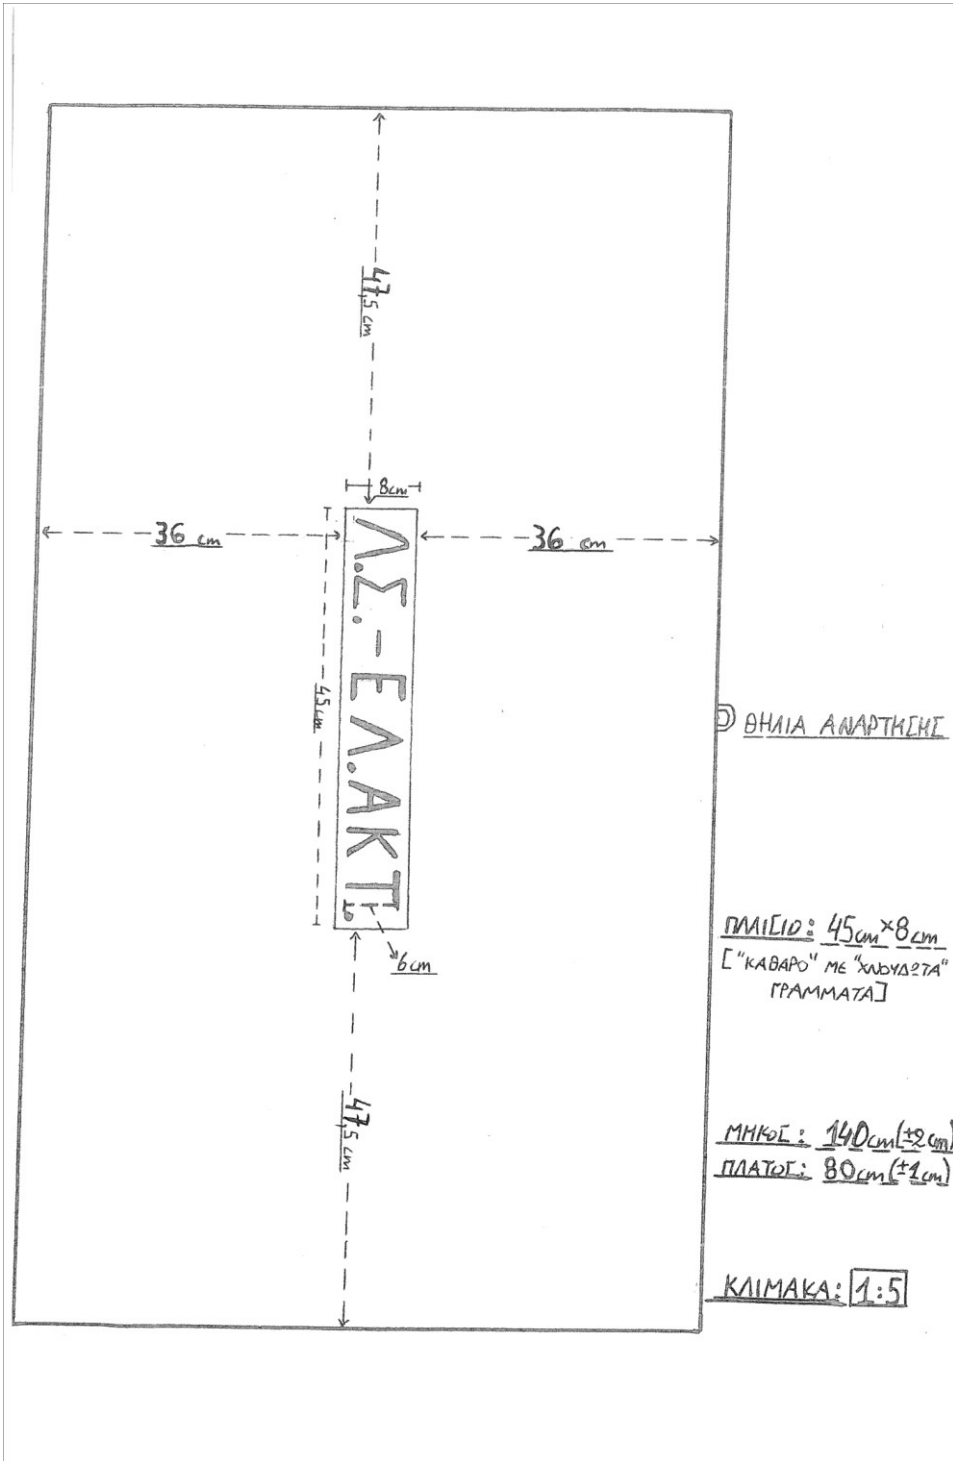 47,5 cm
8cm
36 cm
36 cm
Λ.Σ.-ΕΛ.ΑΚΤ.
45cm
ΘΗΛΙΑ ΑΝΑΡΤΗΣΗΣ
6cm
ΠΛΑΙΣΙΟ: 45cm×8cm
["ΚΑΘΑΡΟ" ΜΕ "ΧΝΟΥΔΩΤΑ"
ΓΡΑΜΜΑΤΑ]
47,5 cm
ΜΗΚΟΣ: 140cm(±2cm)
ΠΛΑΤΟΣ: 80cm(±1cm)
ΚΛΙΜΑΚΑ: 1:5